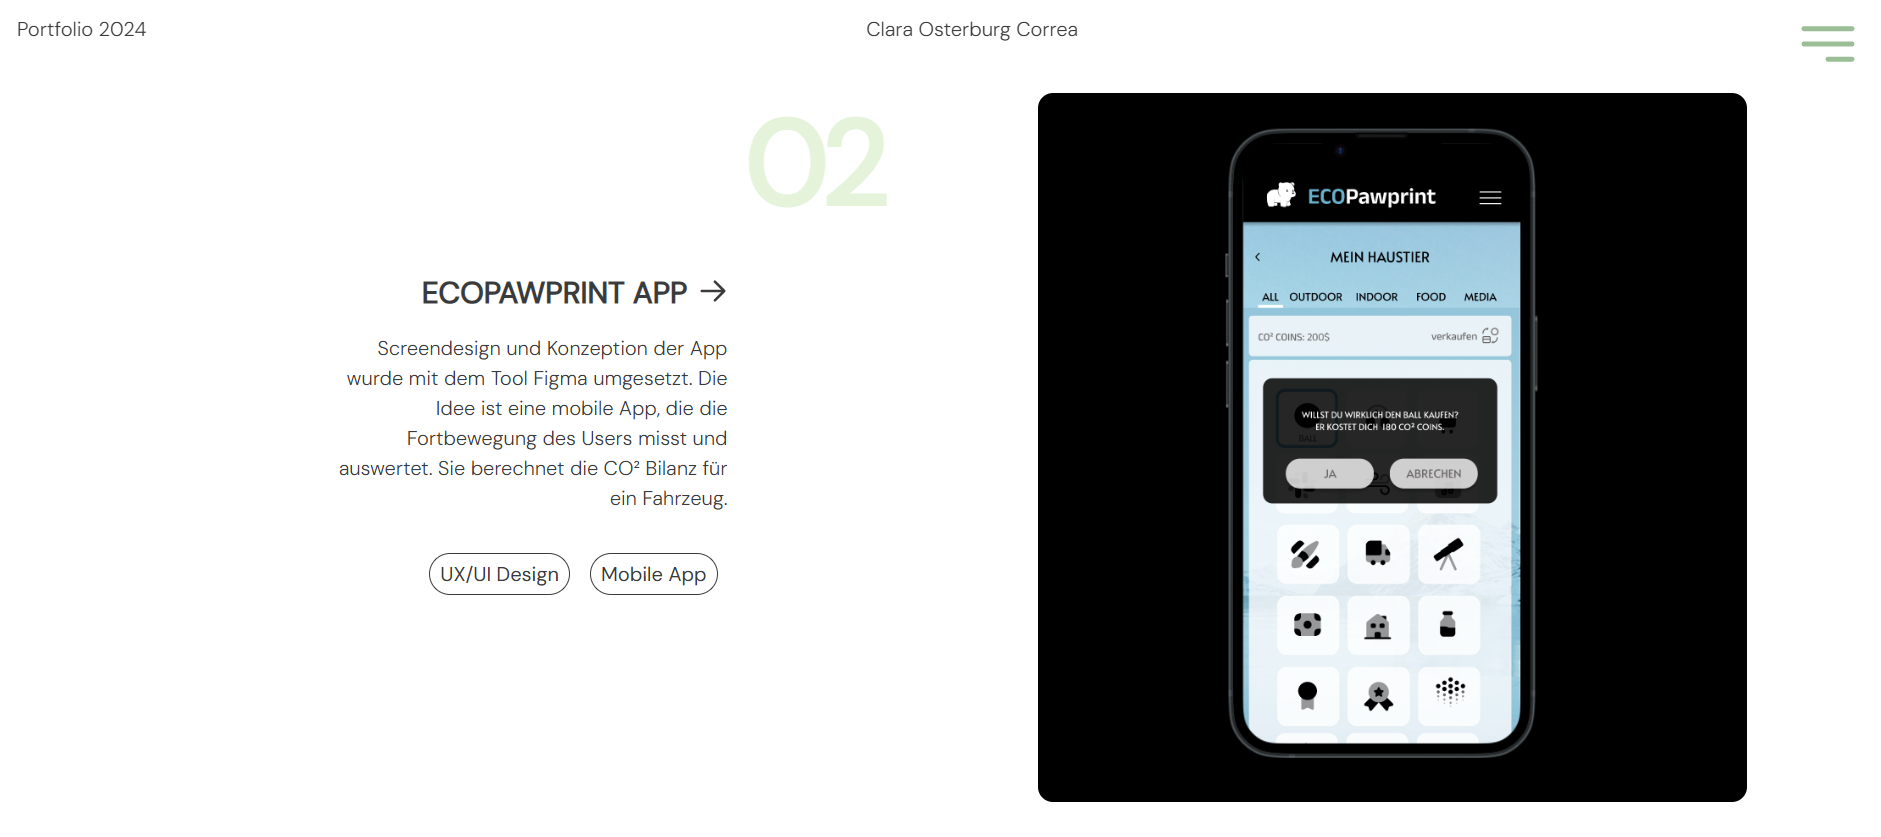 Portfolio 2024
Clara Osterburg Correa
02
ECOPAWPRINT APP →
Screendesign und Konzeption der App
wurde mit dem Tool Figma umgesetzt. Die
Idee ist eine mobile App, die die
Fortbewegung des Users misst und
auswertet. Sie berechnet die CO² Bilanz für
ein Fahrzeug.
UX/UI Design
Mobile App
ECOPawprint
MEIN HAUSTIER
ALL OUTDOOR INDOOR FOOD MEDIA
CO² COINS: 200$
verkaufen
WILLST DU WIRKLICH DEN BALL KAUFEN?
ER KOSTET DICH 180 CO² COINS.
BALL
JA
ABRECHEN